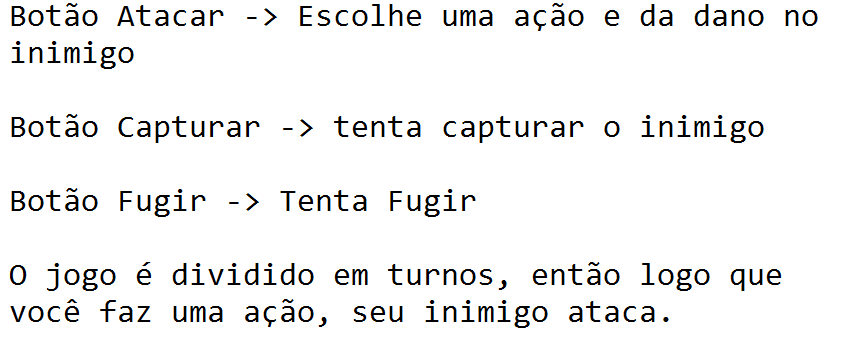 Botão Atacar -> Escolhe uma ação e da dano no
inimigo
Botão Capturar -> tenta capturar o inimigo
Botão Fugir -> Tenta Fugir
O jogo é dividido em turnos, então logo que
você faz uma ação, seu inimigo ataca.